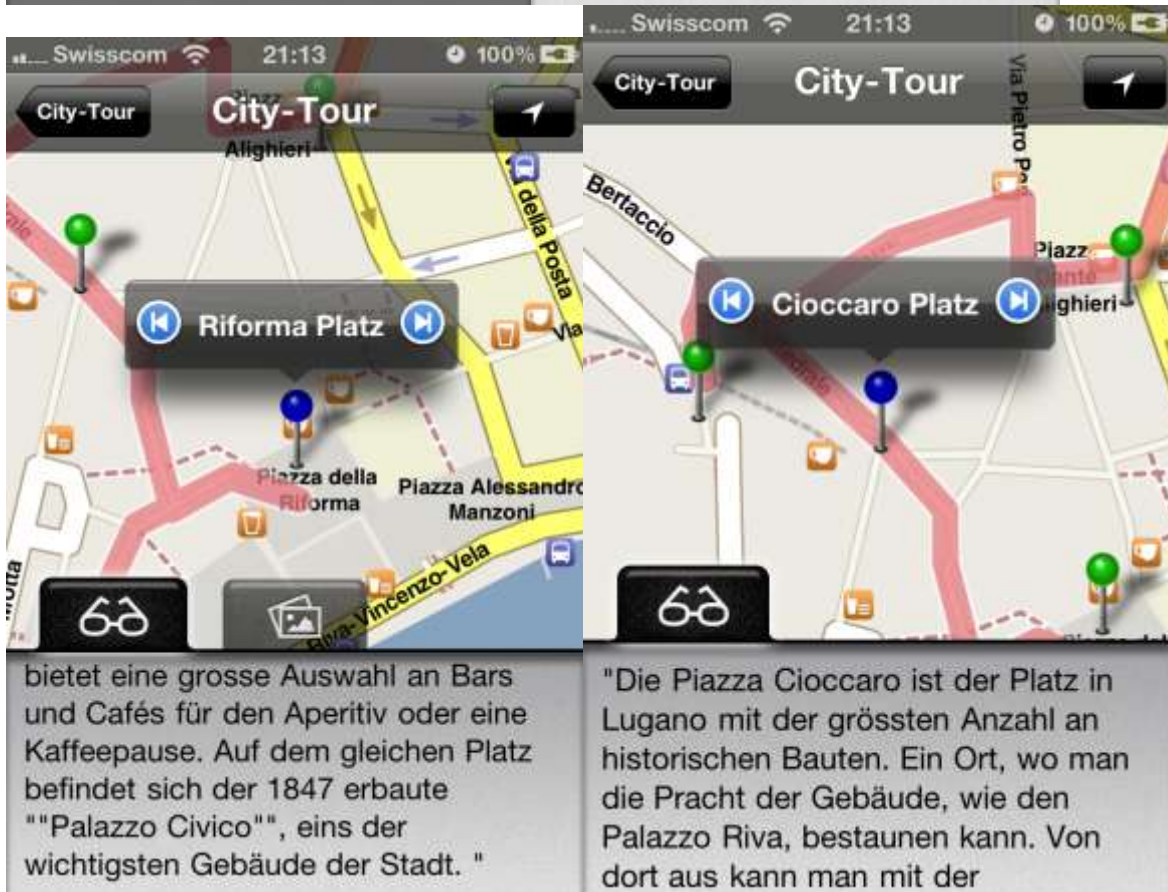 Swisscom 21:13 100%
City-Tour City-Tour
Alighieri
della Posta
Via
Riforma Platz
Piazza della
Riforma
Piazza Alessandro
Manzoni
Riva-Vincenzo-Vela
bietet eine grosse Auswahl an Bars
und Cafés für den Aperitiv oder eine
Kaffeepause. Auf dem gleichen Platz
befindet sich der 1847 erbaute
""Palazzo Civico"", eins der
wichtigsten Gebäude der Stadt. "
Swisscom 21:13 100%
City-Tour City-Tour
Via Pietro
Bertaccio
Piazz
Dante
ighieri
Cioccaro Platz
"Die Piazza Cioccaro ist der Platz in
Lugano mit der grössten Anzahl an
historischen Bauten. Ein Ort, wo man
die Pracht der Gebäude, wie den
Palazzo Riva, bestaunen kann. Von
dort aus kann man mit der